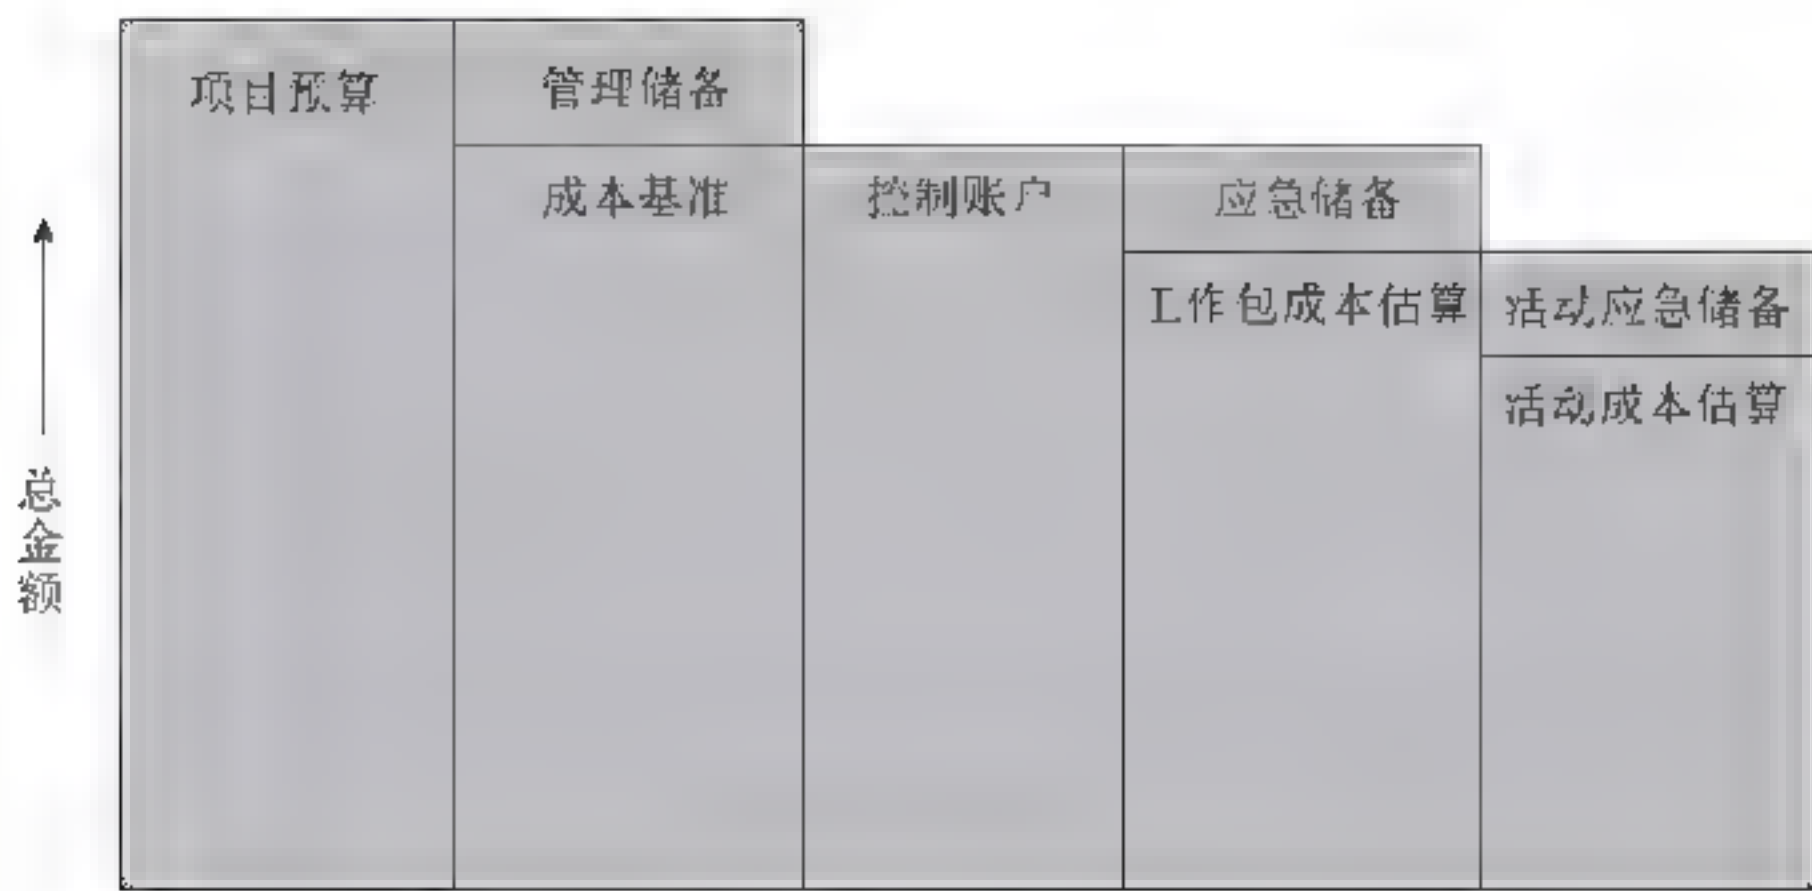 项目预算
管理储备
成本基准
控制账户
应急储备
工作包成本估算
活动应急储备
活动成本估算
总金额